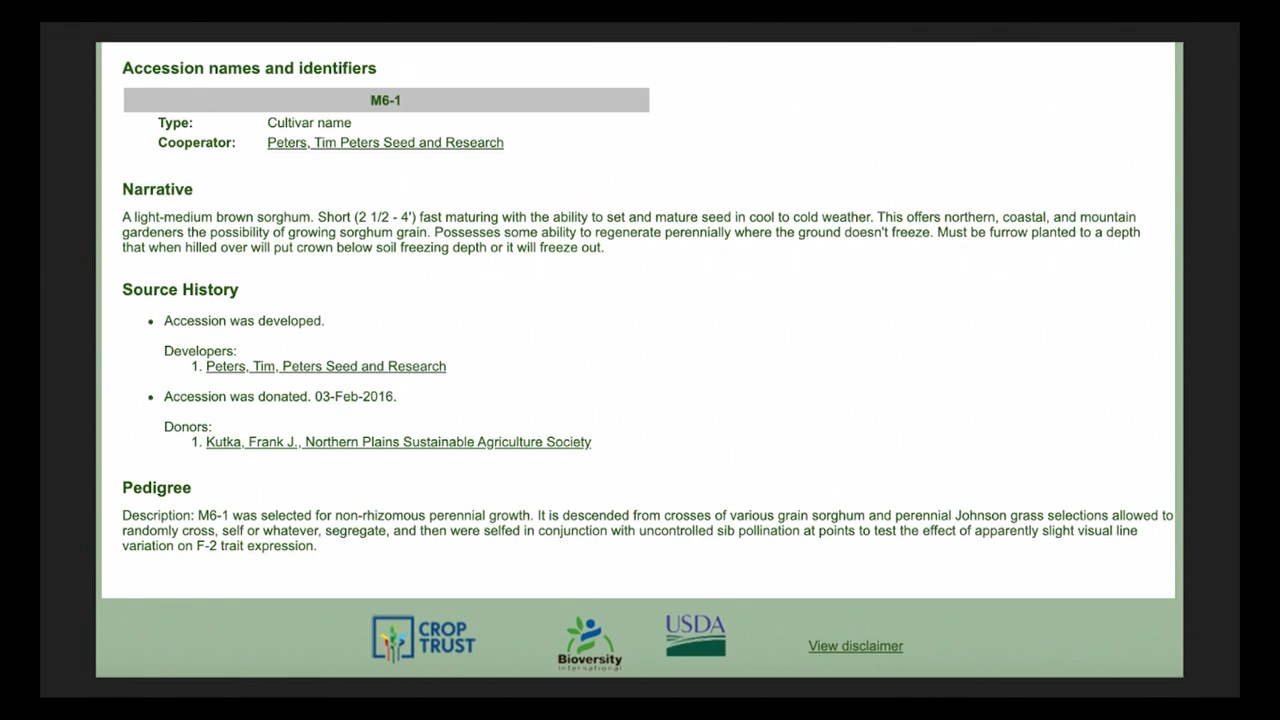 Accession names and identifiers
M6-1
Type: Cultivar name
Cooperator: Peters, Tim Peters Seed and Research
Narrative
A light-medium brown sorghum. Short (2 1/2 - 4') fast maturing with the ability to set and mature seed in cool to cold weather. This offers northern, coastal, and mountain
gardeners the possibility of growing sorghum grain. Possesses some ability to regenerate perennially where the ground doesn't freeze. Must be furrow planted to a depth
that when hilled over will put crown below soil freezing depth or it will freeze out.
Source History
• Accession was developed.
Developers:
1. Peters, Tim, Peters Seed and Research
• Accession was donated. 03-Feb-2016.
Donors:
1. Kutka, Frank J., Northern Plains Sustainable Agriculture Society
Pedigree
Description: M6-1 was selected for non-rhizomous perennial growth. It is descended from crosses of various grain sorghum and perennial Johnson grass selections allowed to
randomly cross, self or whatever, segregate, and then were selfed in conjunction with uncontrolled sib pollination at points to test the effect of apparently slight visual line
variation on F-2 trait expression.
CROP
TRUST
Bioversity
International
USDA
View disclaimer